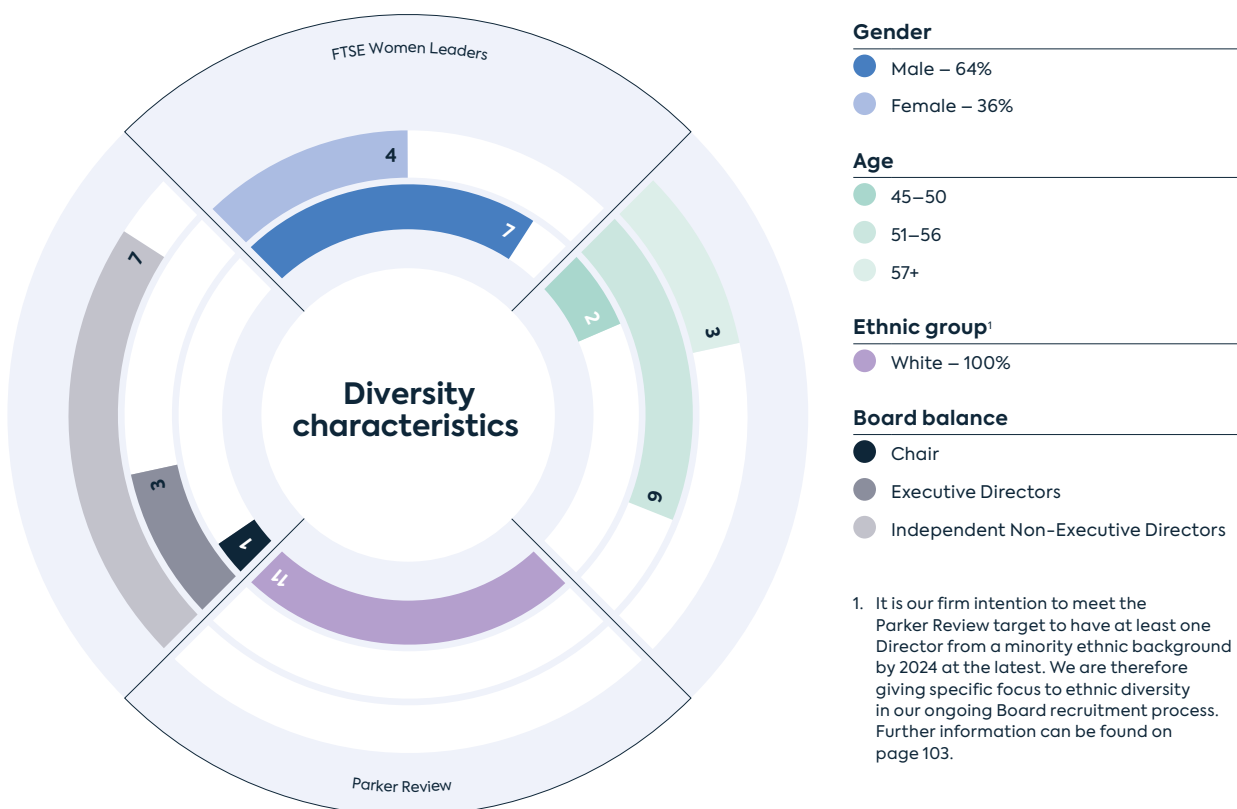 FTSE Women Leaders
4
7
2
6
3
7
3
1
11
Diversity
characteristics
Parker Review
Gender
Male – 64%
Female – 36%
Age
45–50
51–56
57+
Ethnic group¹
White – 100%
Board balance
Chair
Executive Directors
Independent Non-Executive Directors
1. It is our firm intention to meet the
Parker Review target to have at least one
Director from a minority ethnic background
by 2024 at the latest. We are therefore
giving specific focus to ethnic diversity
in our ongoing Board recruitment process.
Further information can be found on
page 103.